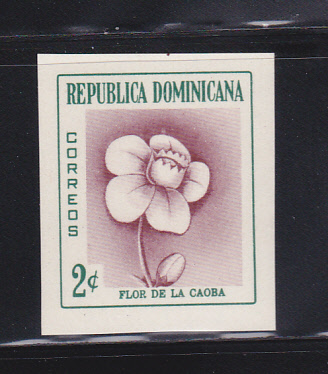 REPUBLICA DOMINICANA
CORREOS
2¢
FLOR DE LA CAOBA